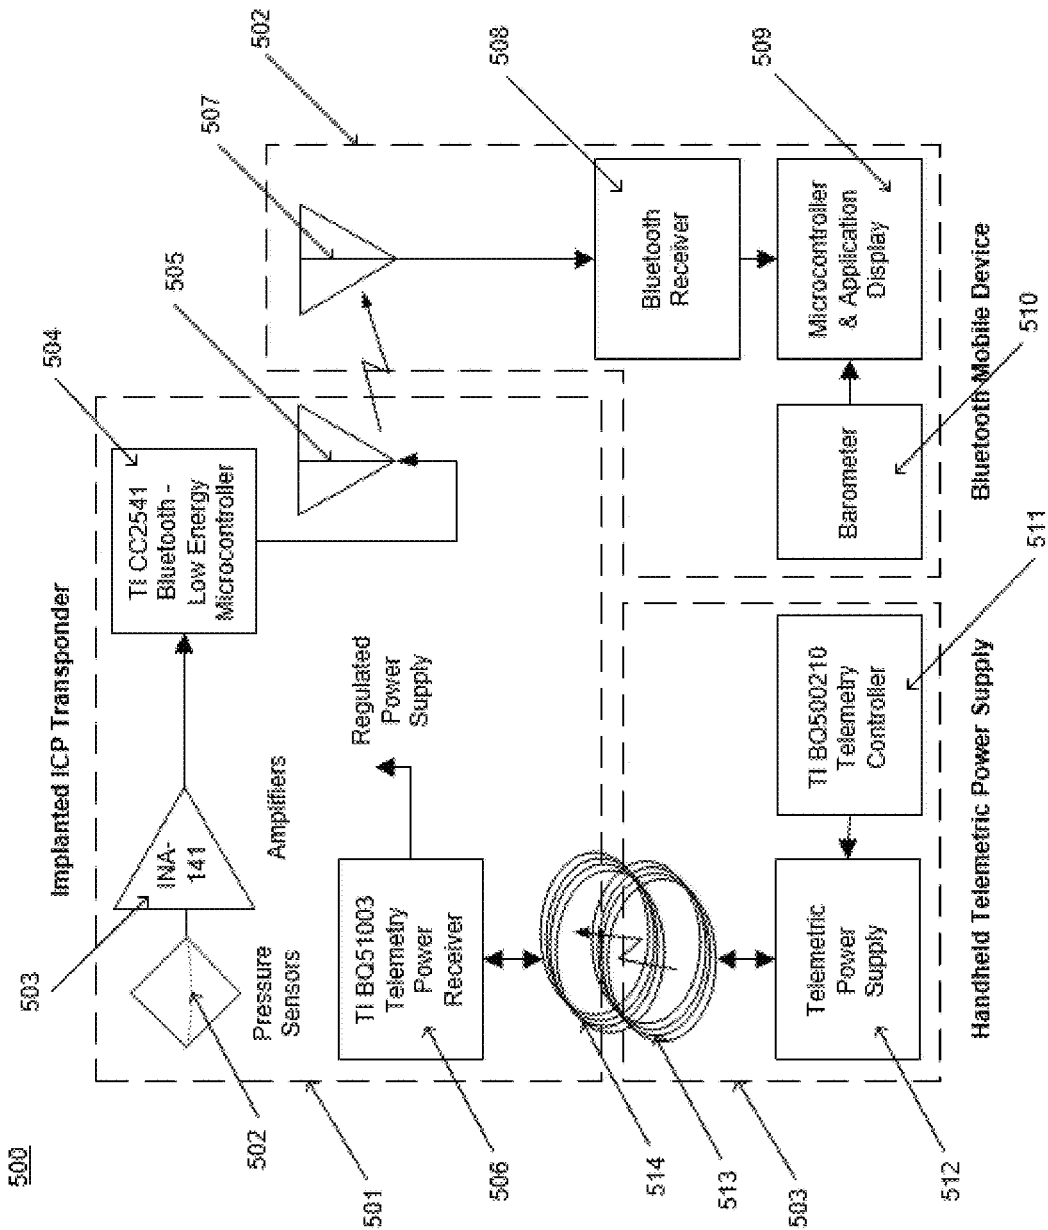 500
Implanted ICP Transponder
503
504
505
507
502
502
INA-
141
TI CC2541
Bluetooth -
Low Energy
Microcontroller
Pressure
Sensors
Amplifiers
501
TI BQ51003
Telemetry
Power
Receiver
Regulated
Power
Supply
506
508
Bluetooth
Receiver
514
513
503
509
Telemetric
Power
Supply
TI BQ500210
Telemetry
Controller
Barometer
Microcontroller
& Application
Display
512
511
510
Handheld Telemetric Power Supply
Bluetooth Mobile Device